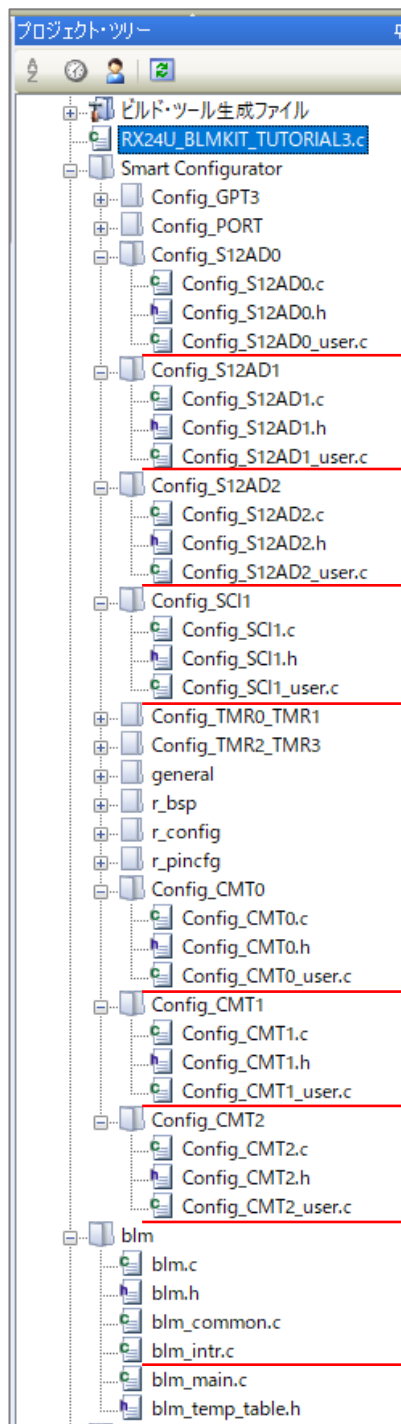 プロジェクト・ツリー
ビルド・ツール生成ファイル
RX24U_BLMKIT_TUTORIAL3.c
Smart Configurator
Config_GPT3
Config_PORT
Config_S12AD0
Config_S12AD0.c
Config_S12AD0.h
Config_S12AD0_user.c
Config_S12AD1
Config_S12AD1.c
Config_S12AD1.h
Config_S12AD1_user.c
Config_S12AD2
Config_S12AD2.c
Config_S12AD2.h
Config_S12AD2_user.c
Config_SCI1
Config_SCI1.c
Config_SCI1.h
Config_SCI1_user.c
Config_TMR0_TMR1
Config_TMR2_TMR3
general
r_bsp
r_config
r_pincfg
Config_CMT0
Config_CMT0.c
Config_CMT0.h
Config_CMT0_user.c
Config_CMT1
Config_CMT1.c
Config_CMT1.h
Config_CMT1_user.c
Config_CMT2
Config_CMT2.c
Config_CMT2.h
Config_CMT2_user.c
blm
blm.c
blm.h
blm_common.c
blm_intr.c
blm_main.c
blm_temp_table.h